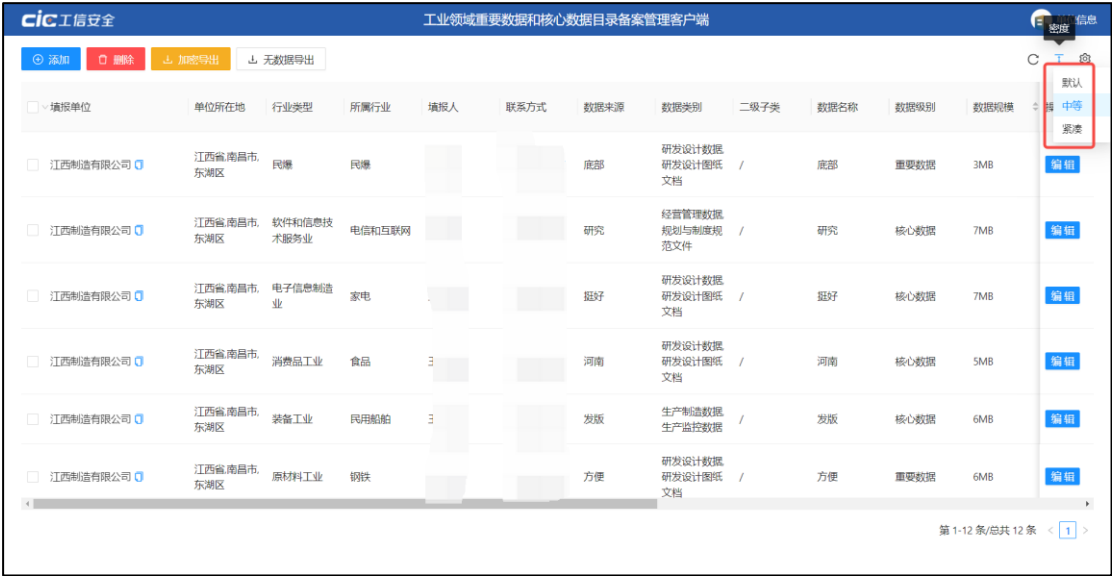 CIC工信安全 工业领域重要数据和核心数据目录备案管理客户端 信息
密度
添加 删除 加密导出 无数据导出
默认
中等
紧凑
填报单位 单位所在地 行业类型 所属行业 填报人 联系方式 数据来源 数据类别 二级子类 数据名称 数据级别 数据规模
江西制造有限公司 江西省,南昌市,东湖区 民爆 民爆 底部 研发设计数据,研发设计图纸文档 / 底部 重要数据 3MB 编辑
江西制造有限公司 江西省,南昌市,东湖区 软件和信息技术服务业 电信和互联网 研究 经营管理数据,规划与制度规范文件 / 研究 核心数据 7MB 编辑
江西制造有限公司 江西省,南昌市,东湖区 电子信息制造业 家电 挺好 研发设计数据,研发设计图纸文档 / 挺好 核心数据 7MB 编辑
江西制造有限公司 江西省,南昌市,东湖区 消费品工业 食品 河南 研发设计数据,研发设计图纸文档 / 河南 核心数据 5MB 编辑
江西制造有限公司 江西省,南昌市,东湖区 装备工业 民用船舶 发版 生产制造数据,生产监控数据 / 发版 核心数据 6MB 编辑
江西制造有限公司 江西省,南昌市,东湖区 原材料工业 钢铁 方便 研发设计数据,研发设计图纸文档 / 方便 重要数据 6MB 编辑
第 1-12 条/总共 12 条 < 1 >